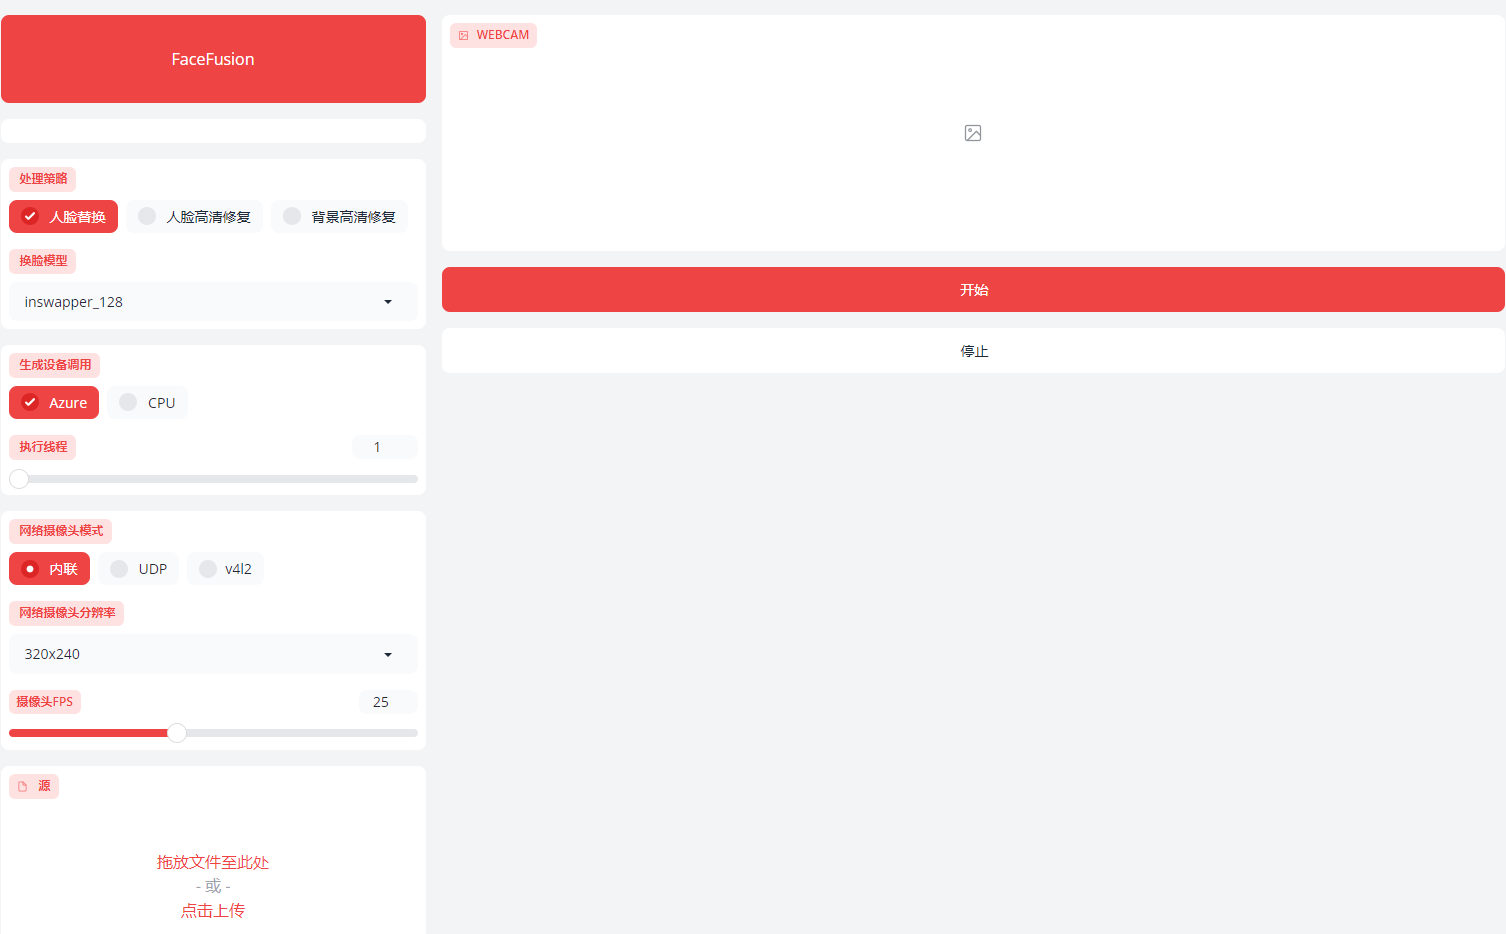 FaceFusion
处理策略
人脸替换 人脸高清修复 背景高清修复
换脸模型
inswapper_128
生成设备调用
Azure CPU
执行线程 1
网络摄像头模式
内联 UDP v4l2
网络摄像头分辨率
320x240
摄像头FPS 25
源
拖放文件至此处
- 或 -
点击上传
WEBCAM
开始
停止